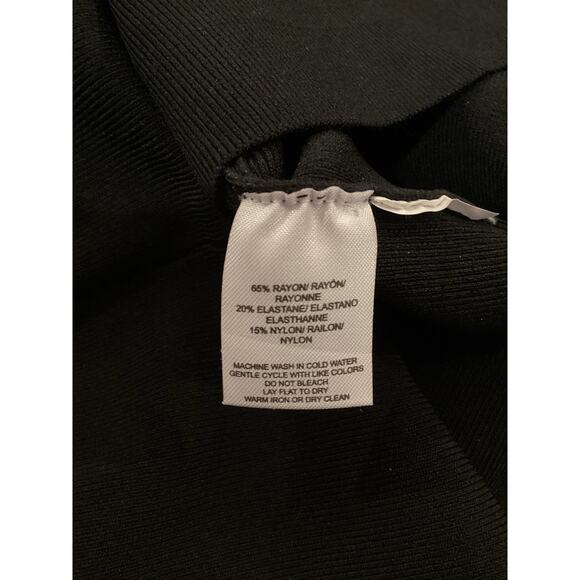 65% RAYON/ RAYÓN/
RAYONNE
20% ELASTANE/ ELASTANO
ELASTHANNE
15% NYLON/ RAILON/
NYLON
MACHINE WASH IN COLD WATER
GENTLE CYCLE WITH LIKE COLORS
DO NOT BLEACH
LAY FLAT TO DRY
WARM IRON OR DRY CLEAN